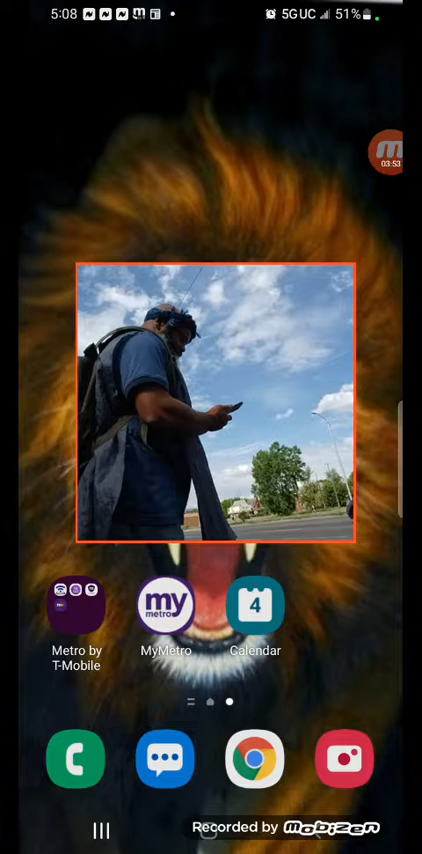 5:08 5GUC 51%
03:53
4
my
metro
Metro by
T-Mobile
MyMetro
Calendar
Recorded by MOBIZEN